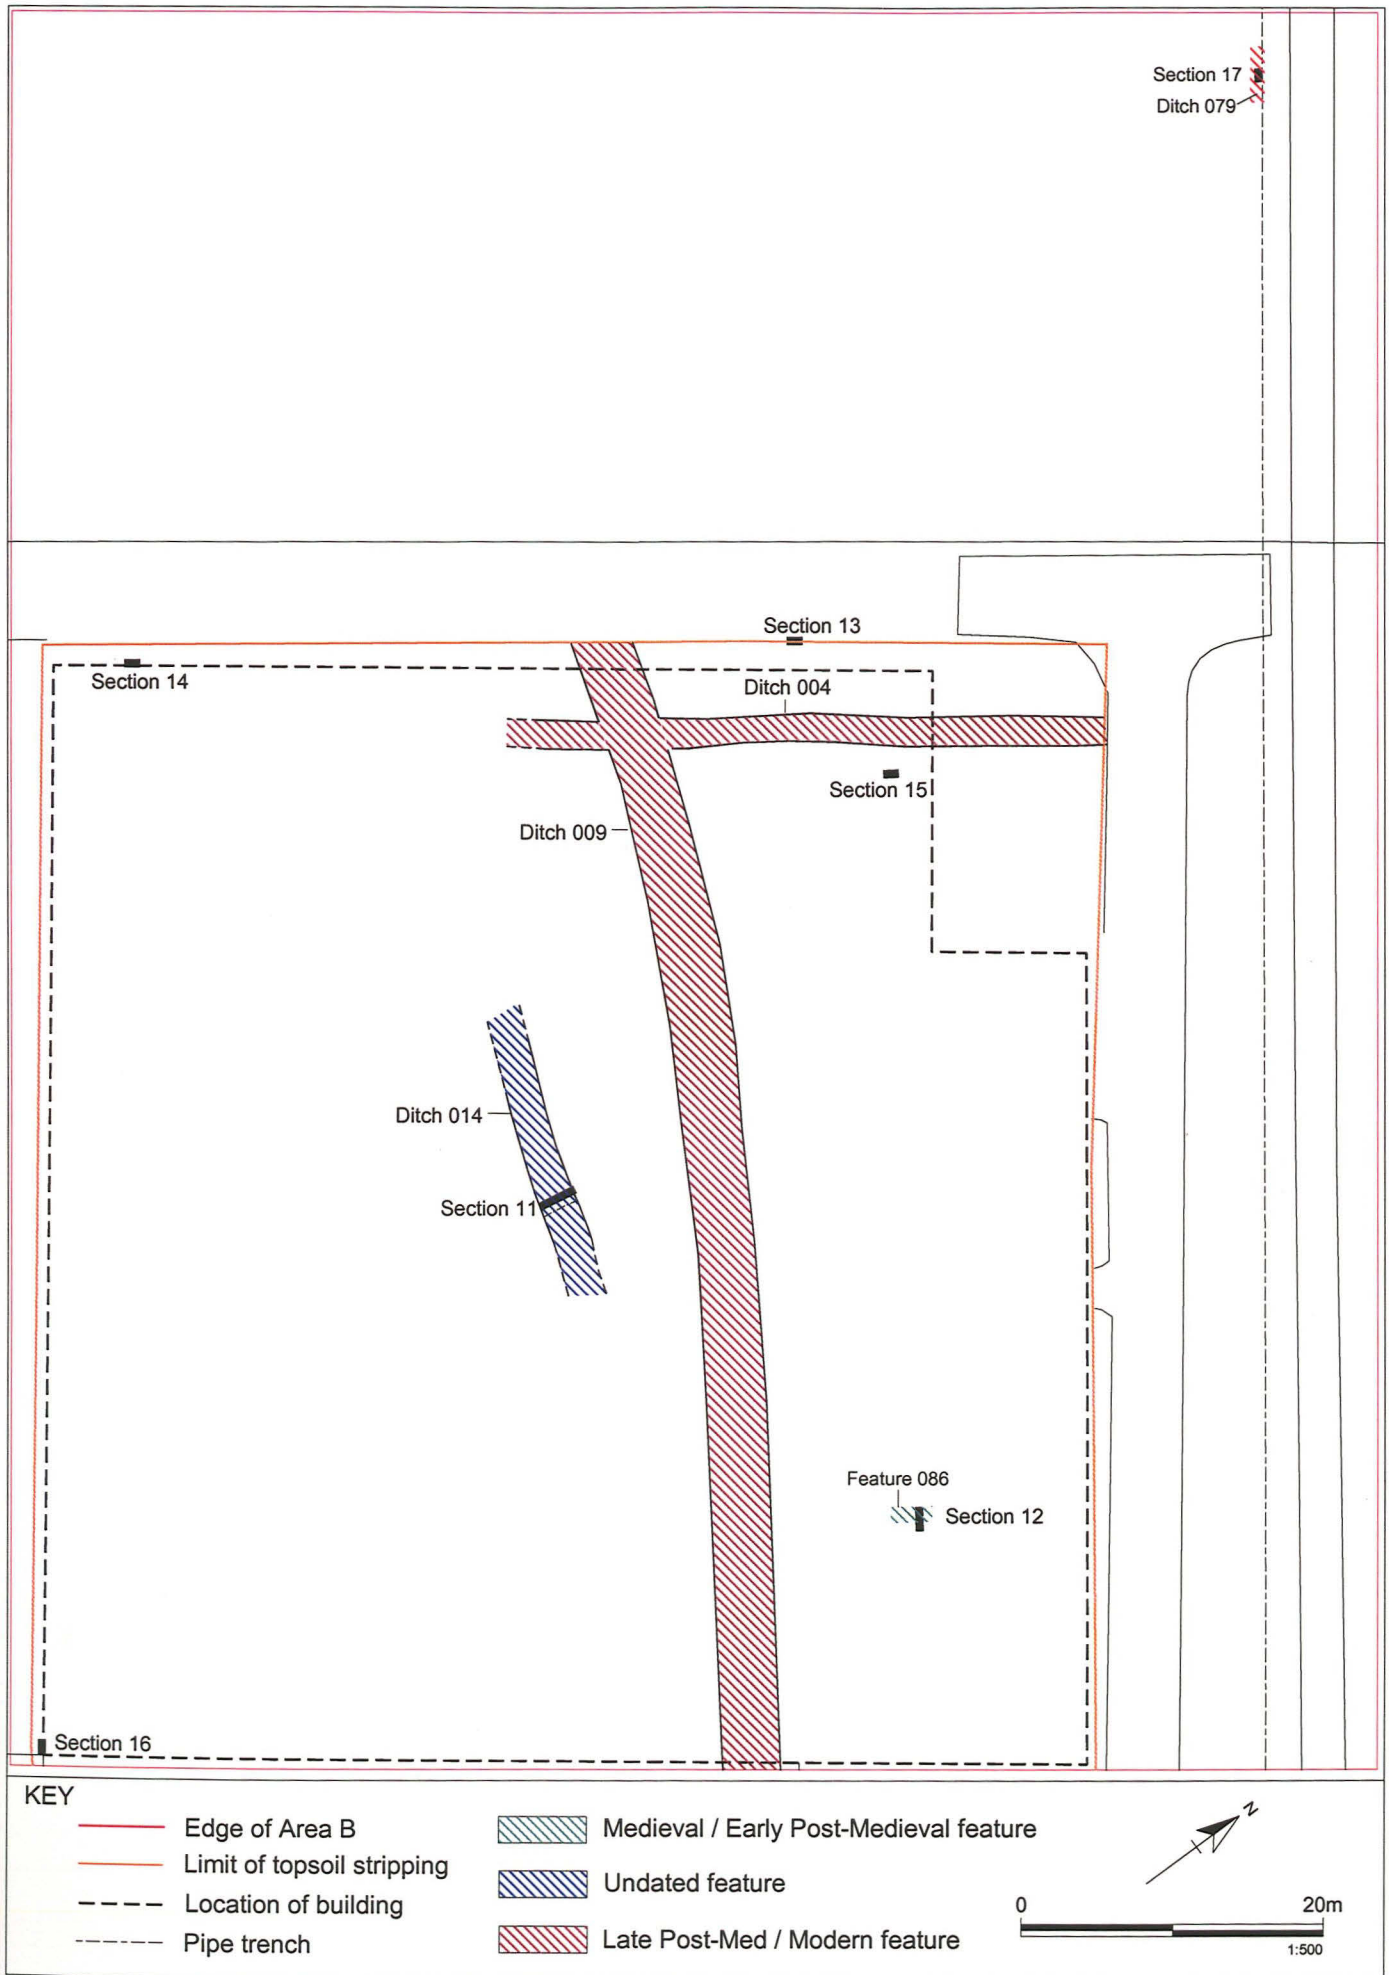 Section 17
Ditch 079
Section 13
Section 14
Ditch 004
Section 15
Ditch 009
Ditch 014
Section 11
Feature 086
Section 12
Section 16
KEY
Edge of Area B
Limit of topsoil stripping
Location of building
Pipe trench
Medieval / Early Post-Medieval feature
Undated feature
Late Post-Med / Modern feature
N
0 20m
1:500